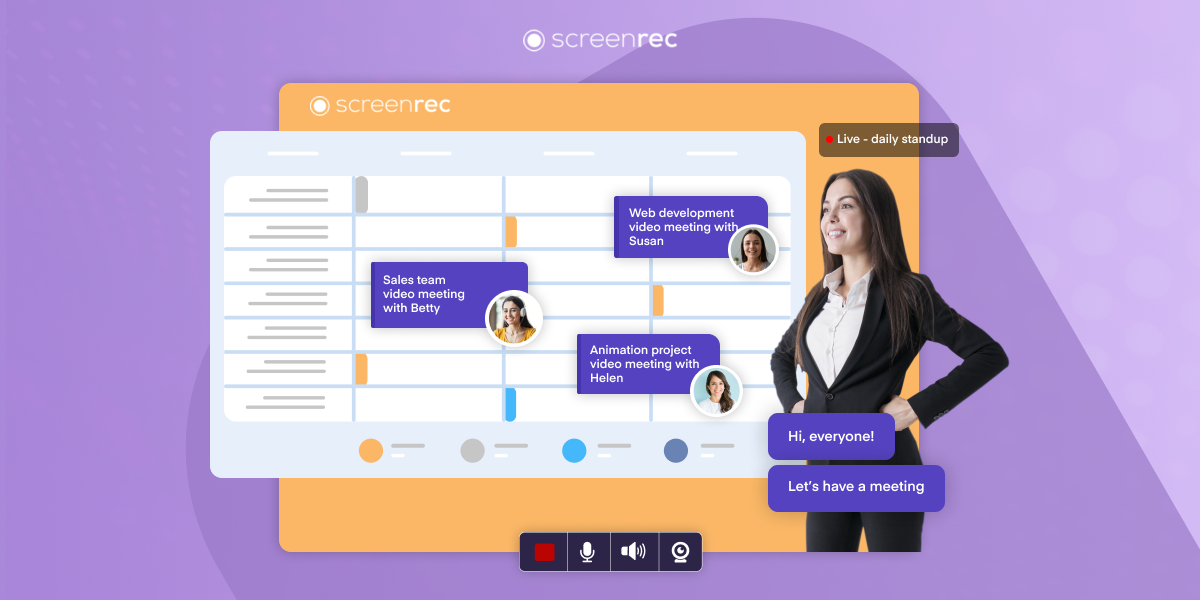 screenrec
screenrec
Live - daily standup
Web development
video meeting with
Susan
Sales team
video meeting
with Betty
Animation project
video meeting with
Helen
Hi, everyone!
Let's have a meeting